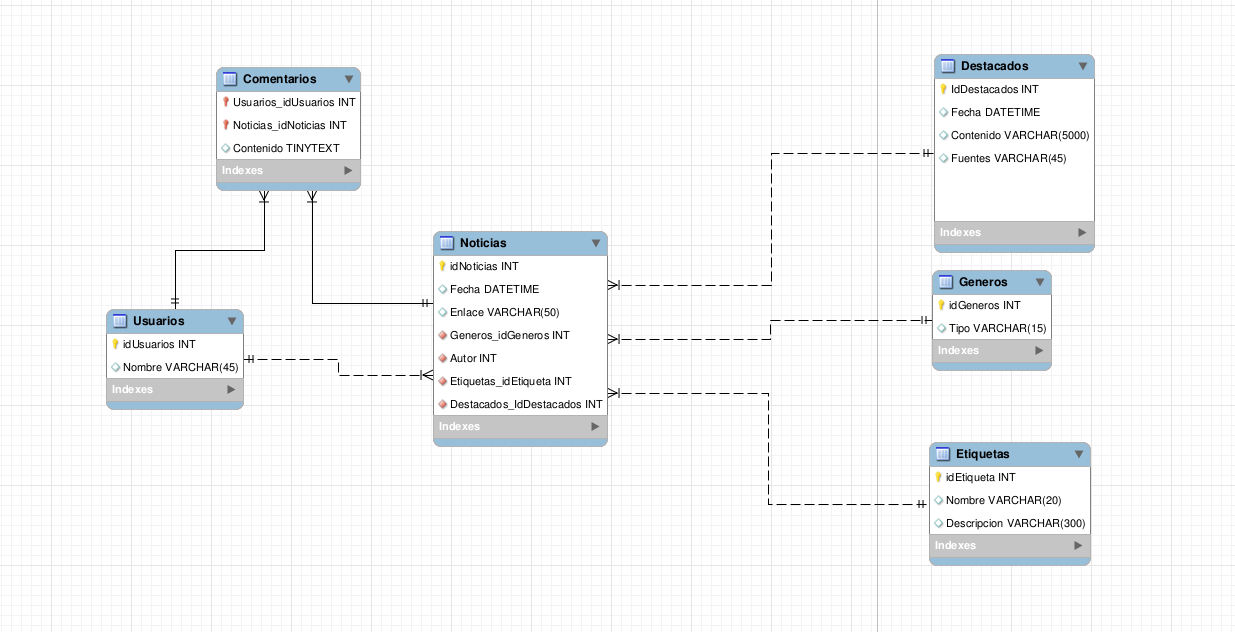 Comentarios
Usuarios_idUsuarios INT
Noticias_idNoticias INT
Contenido TINYTEXT
Indexes
Usuarios
idUsuarios INT
Nombre VARCHAR(45)
Indexes
Noticias
idNoticias INT
Fecha DATETIME
Enlace VARCHAR(50)
Generos_idGeneros INT
Autor INT
Etiquetas_idEtiqueta INT
Destacados_IdDestacados INT
Indexes
Destacados
IdDestacados INT
Fecha DATETIME
Contenido VARCHAR(5000)
Fuentes VARCHAR(45)
Indexes
Generos
idGeneros INT
Tipo VARCHAR(15)
Indexes
Etiquetas
idEtiqueta INT
Nombre VARCHAR(20)
Descripcion VARCHAR(300)
Indexes